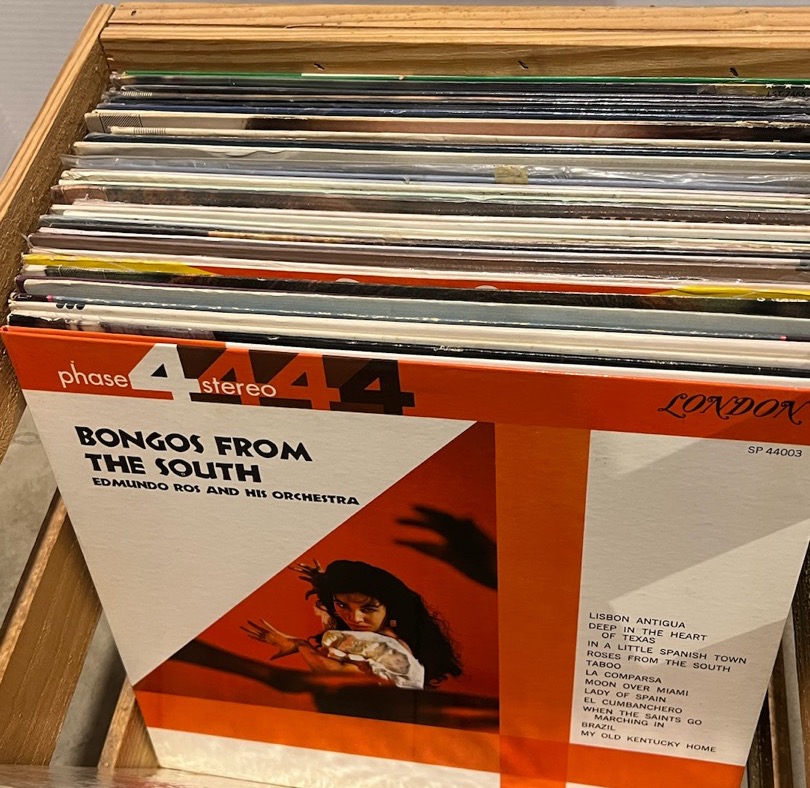 phase 4 stereo 444
LONDON
SP 44003
BONGOS FROM
THE SOUTH
EDMUNDO ROS AND HIS ORCHESTRA
LISBON ANTIGUA
DEEP IN THE HEART
OF TEXAS
IN A LITTLE SPANISH TOWN
ROSES FROM THE SOUTH
TABOO
LA COMPARSA
MOON OVER MIAMI
LADY OF SPAIN
EL CUMBANCHERO
WHEN THE SAINTS GO
MARCHING IN
BRAZIL
MY OLD KENTUCKY HOME